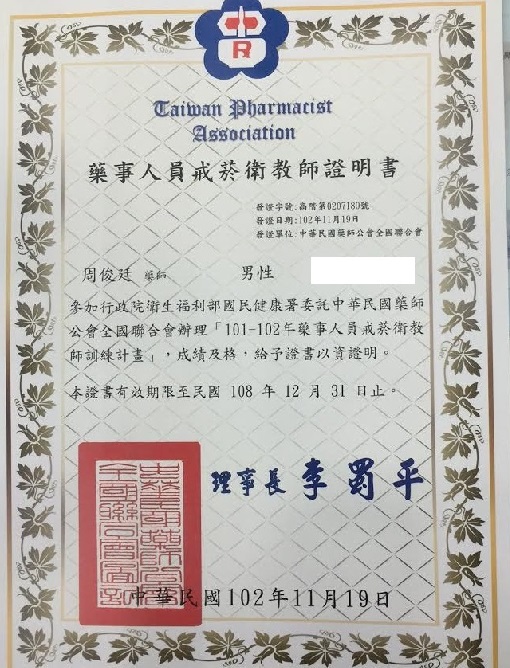 Taiwan Pharmacist
Association
藥事人員戒菸衛教師證明書
發證字號:高階第0207180號
發證日期:102年11月19日
發證單位:中華民國藥師公會全國聯合會
周俊廷 藥師 男性
參加行政院衛生福利部國民健康署委託中華民國藥師
公會全國聯合會辦理「101-102年藥事人員戒菸衛教
師訓練計畫」,成績及格,給予證書以資證明。
本證書有效期限至民國 108 年 12 月 31 日止。
理事長 李蜀平
中華民國102年11月19日